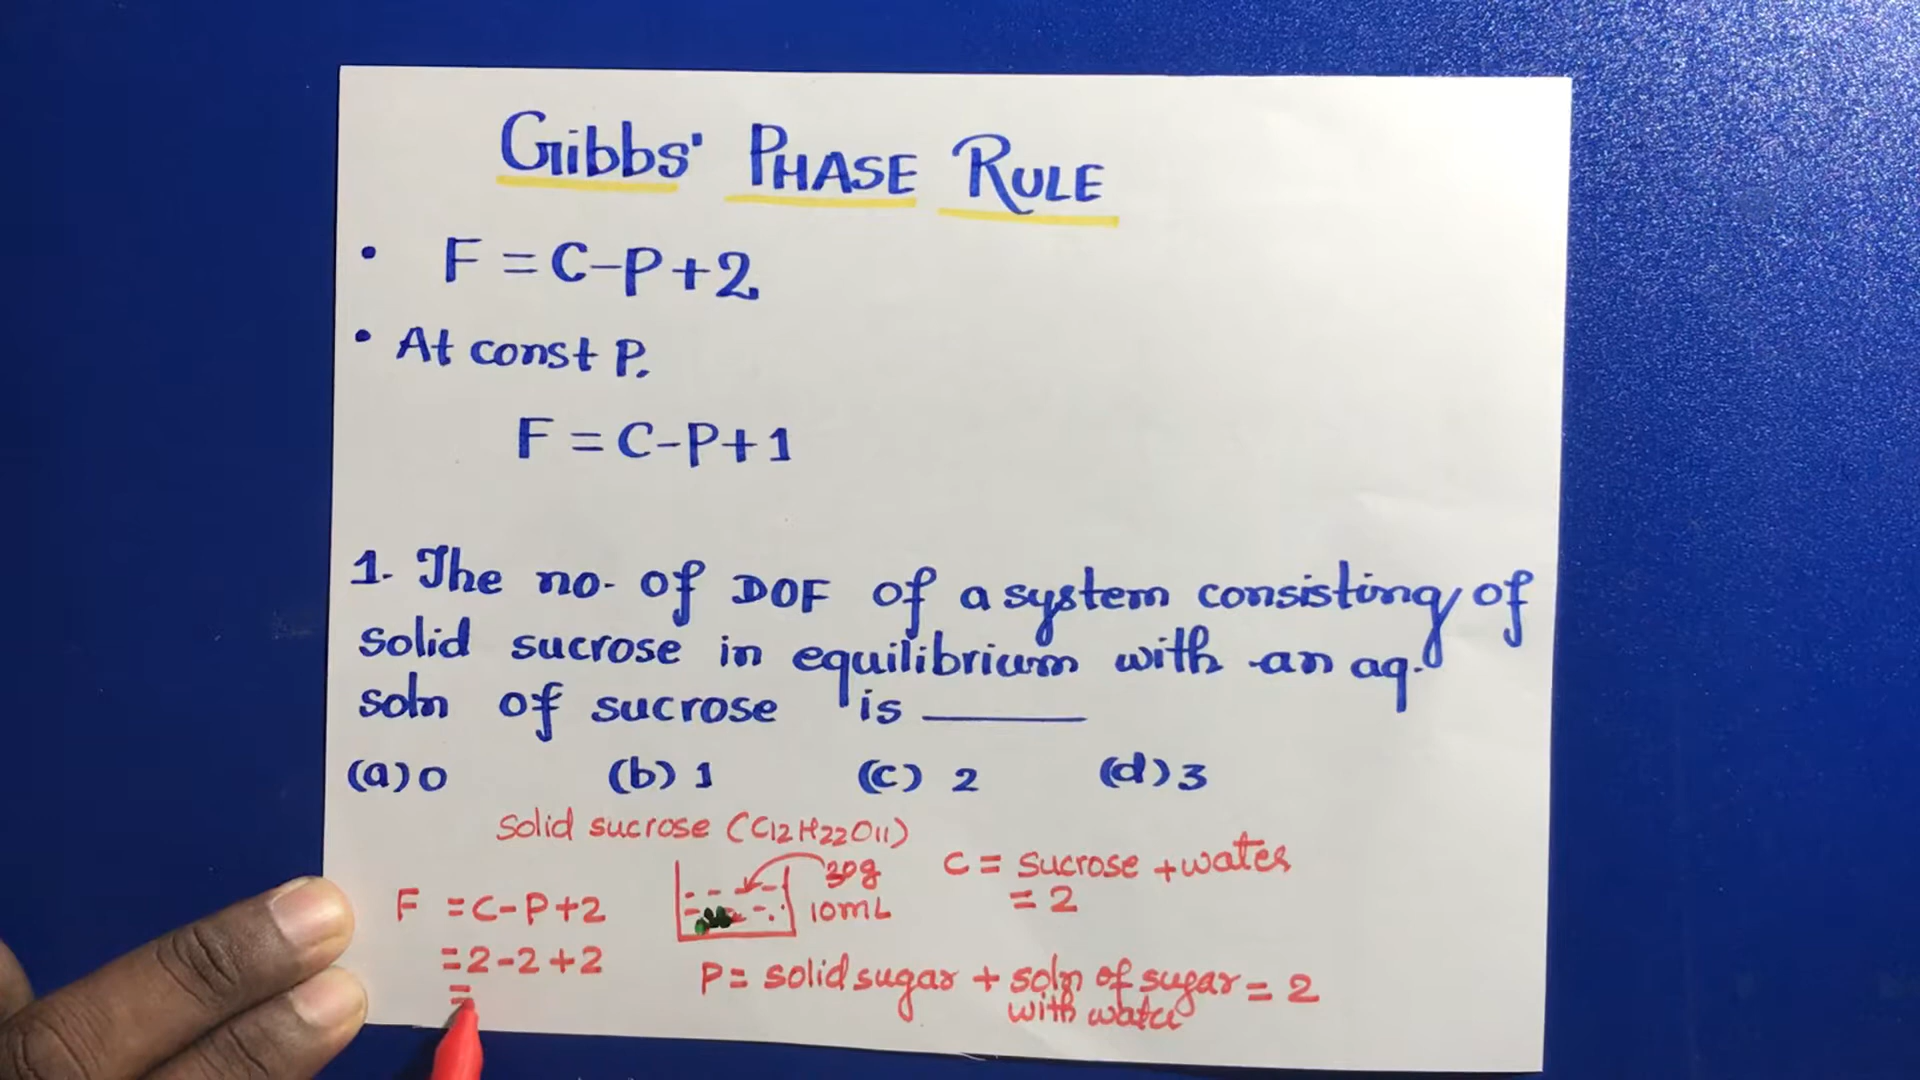 Gibbs' PHASE RULE
• F = C-P+2
• At const P.
F = C-P+1
1. The no. of DOF of a system consisting of
solid sucrose in equilibrium with an aq.
soln of sucrose is ______
(a) 0 (b) 1 (c) 2 (d) 3
Solid sucrose (C12H22O11)
30g
10mL
C = sucrose + water
= 2
F = C-P+2
= 2-2+2
=
P = solid sugar + soln of sugar = 2
with water